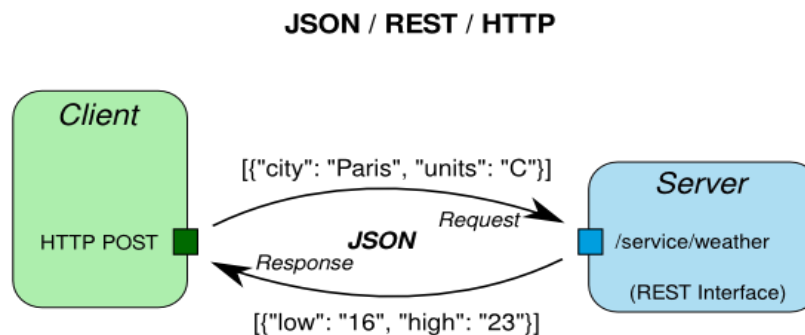 JSON / REST / HTTP
Client
[{"city": "Paris", "units": "C"}]
Server
Request
HTTP POST
JSON
/service/weather
Response
(REST Interface)
[{"low": "16", "high": "23"}]